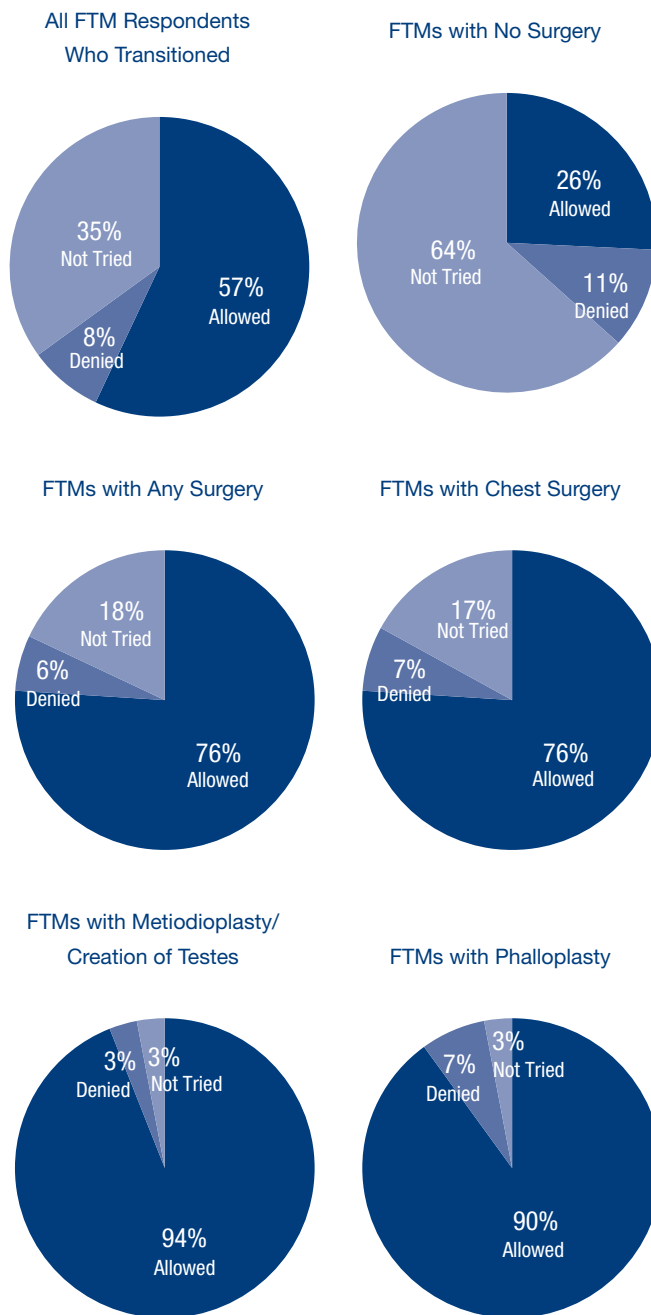 All FTM Respondents
Who Transitioned
35%
Not Tried
57%
Allowed
8%
Denied
FTMs with No Surgery
26%
Allowed
64%
Not Tried
11%
Denied
FTMs with Any Surgery
18%
Not Tried
6%
Denied
76%
Allowed
FTMs with Chest Surgery
17%
Not Tried
7%
Denied
76%
Allowed
FTMs with Metiodioplasty/
Creation of Testes
3%
Denied
3%
Not Tried
94%
Allowed
FTMs with Phalloplasty
3%
Not Tried
7%
Denied
90%
Allowed